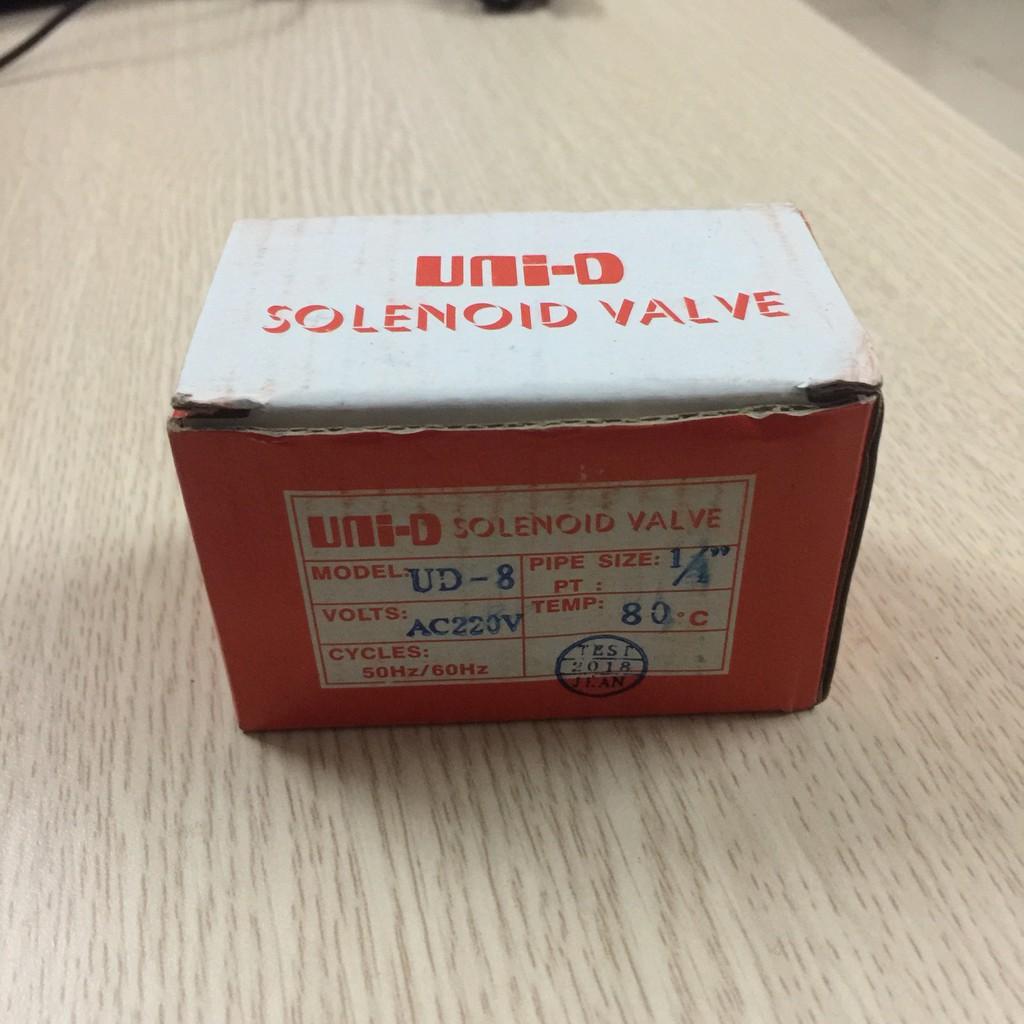 UNi-D
SOLENOID VALVE
UNi-D SOLENOID VALVE
MODEL: UD-8
PIPE SIZE: 1/4"
PT :
VOLTS: AC220V
TEMP: 80°C
CYCLES:
50Hz/60Hz
TEST
2018
JEAN